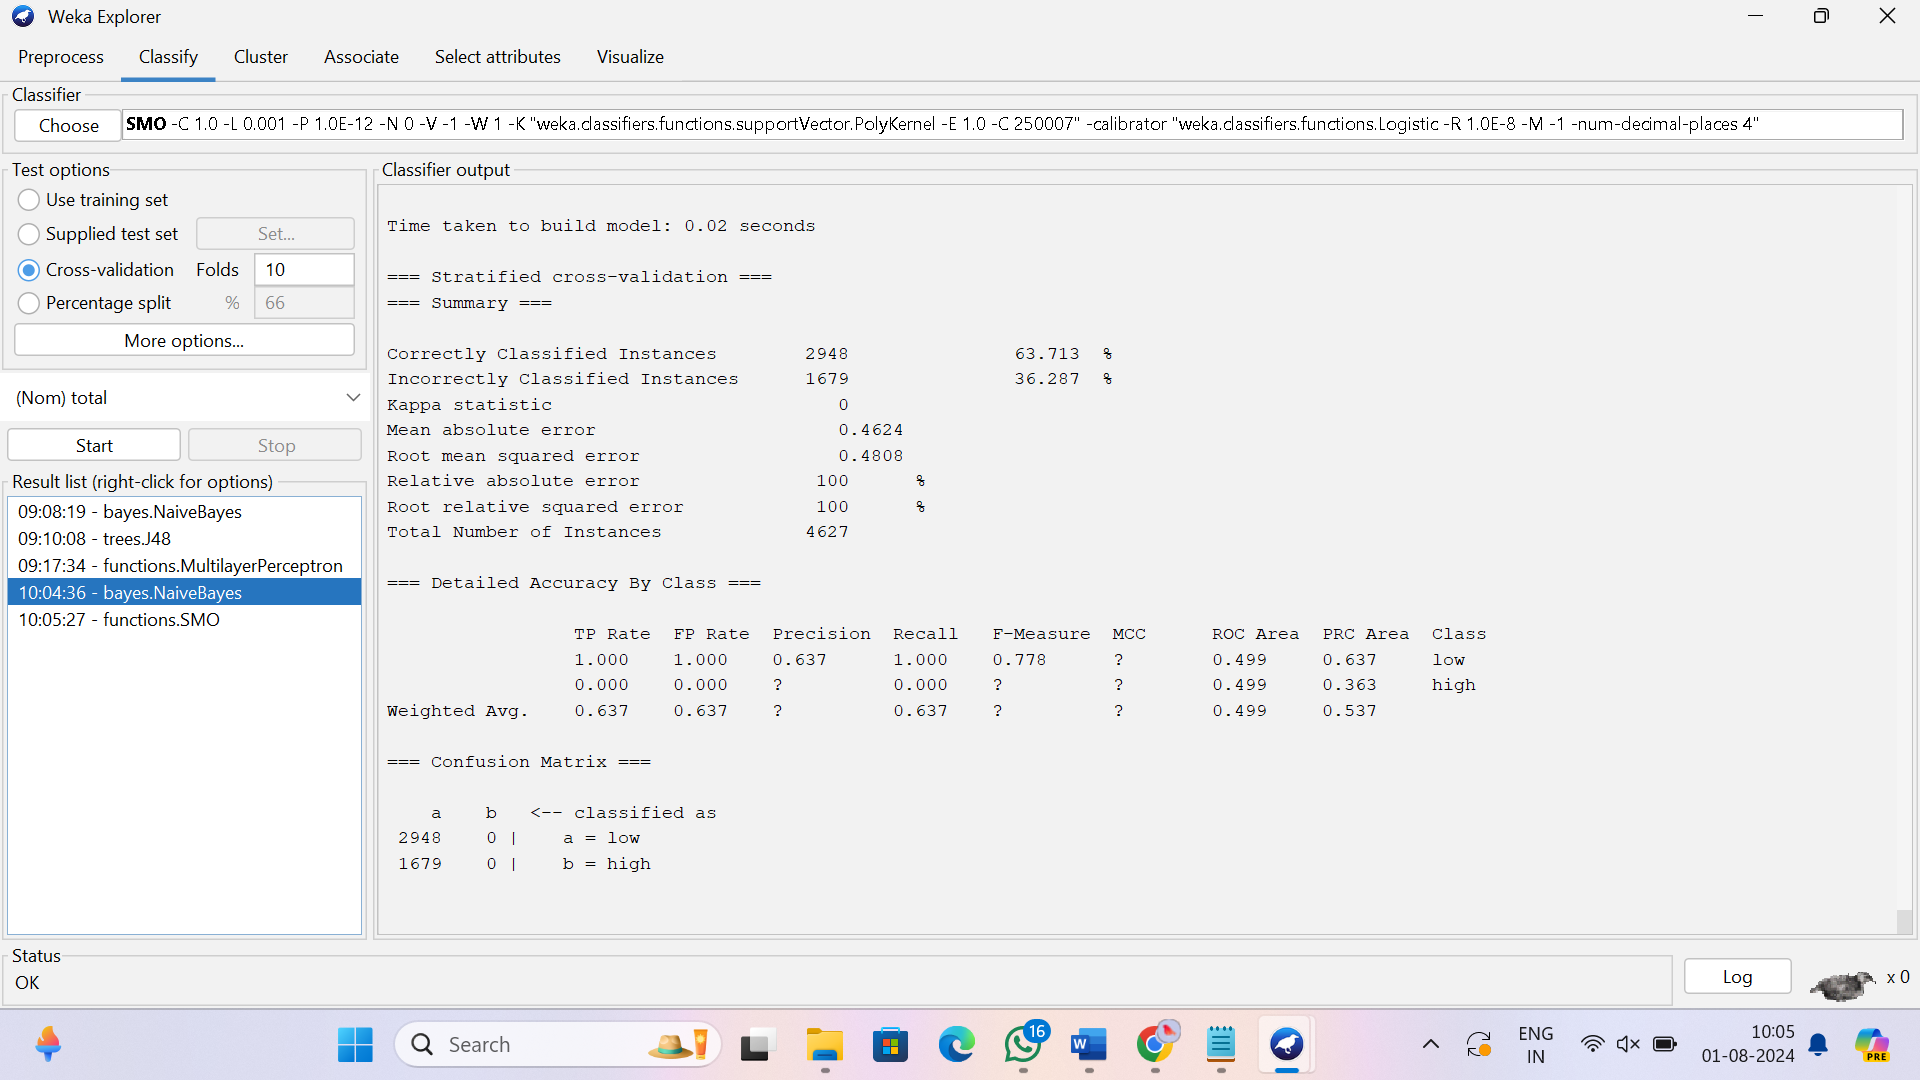 Weka Explorer
Preprocess Classify Cluster Associate Select attributes Visualize
Classifier
Choose SMO -C 1.0 -L 0.001 -P 1.0E-12 -N 0 -V -1 -W 1 -K "weka.classifiers.functions.supportVector.PolyKernel -E 1.0 -C 250007" -calibrator "weka.classifiers.functions.Logistic -R 1.0E-8 -M -1 -num-decimal-places 4"
Test options
Use training set
Supplied test set Set...
Cross-validation Folds 10
Percentage split % 66
More options...
(Nom) total
Start Stop
Result list (right-click for options)
09:08:19 - bayes.NaiveBayes
09:10:08 - trees.J48
09:17:34 - functions.MultilayerPerceptron
10:04:36 - bayes.NaiveBayes
10:05:27 - functions.SMO
Classifier output
Time taken to build model: 0.02 seconds
=== Stratified cross-validation ===
=== Summary ===
Correctly Classified Instances 2948 63.713 %
Incorrectly Classified Instances 1679 36.287 %
Kappa statistic 0
Mean absolute error 0.4624
Root mean squared error 0.4808
Relative absolute error 100 %
Root relative squared error 100 %
Total Number of Instances 4627
=== Detailed Accuracy By Class ===
TP Rate FP Rate Precision Recall F-Measure MCC ROC Area PRC Area Class
1.000 1.000 0.637 1.000 0.778 ? 0.499 0.637 low
0.000 0.000 ? 0.000 ? ? 0.499 0.363 high
Weighted Avg. 0.637 0.637 ? 0.637 ? ? 0.499 0.537
=== Confusion Matrix ===
a b <-- classified as
2948 0 | a = low
1679 0 | b = high
Status
OK
Log x 0
Search
16
W
ENG
IN
10:05
01-08-2024
PRE